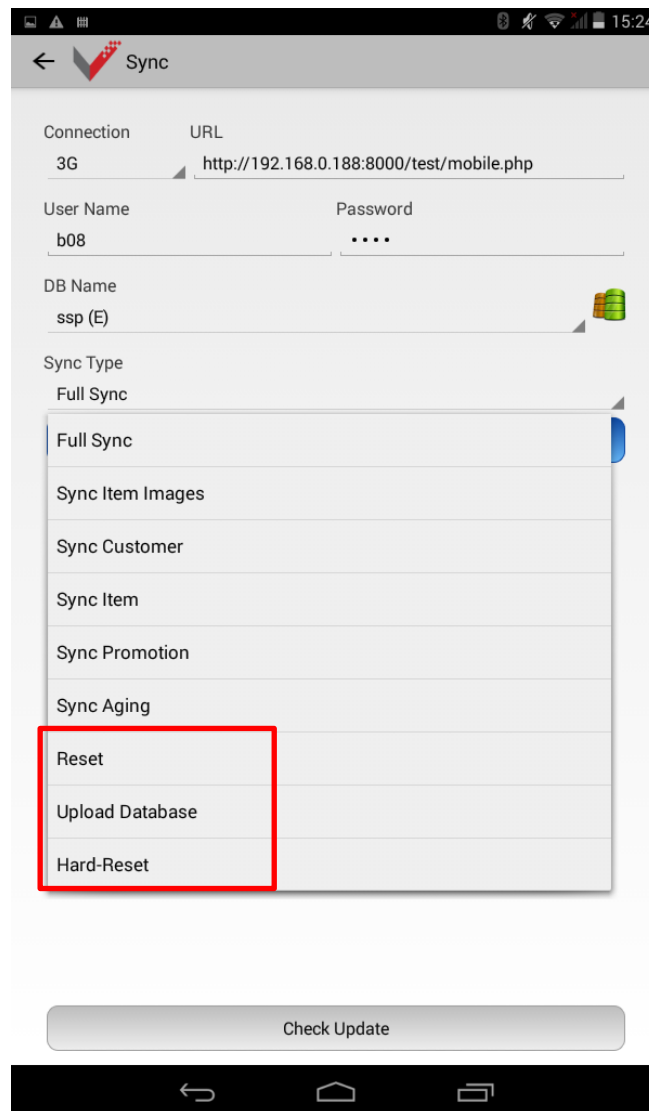 15:24
Sync
Connection URL
3G http://192.168.0.188:8000/test/mobile.php
User Name Password
b08 ••••
DB Name
ssp (E)
Sync Type
Full Sync
Full Sync
Sync Item Images
Sync Customer
Sync Item
Sync Promotion
Sync Aging
Reset
Upload Database
Hard-Reset
Check Update